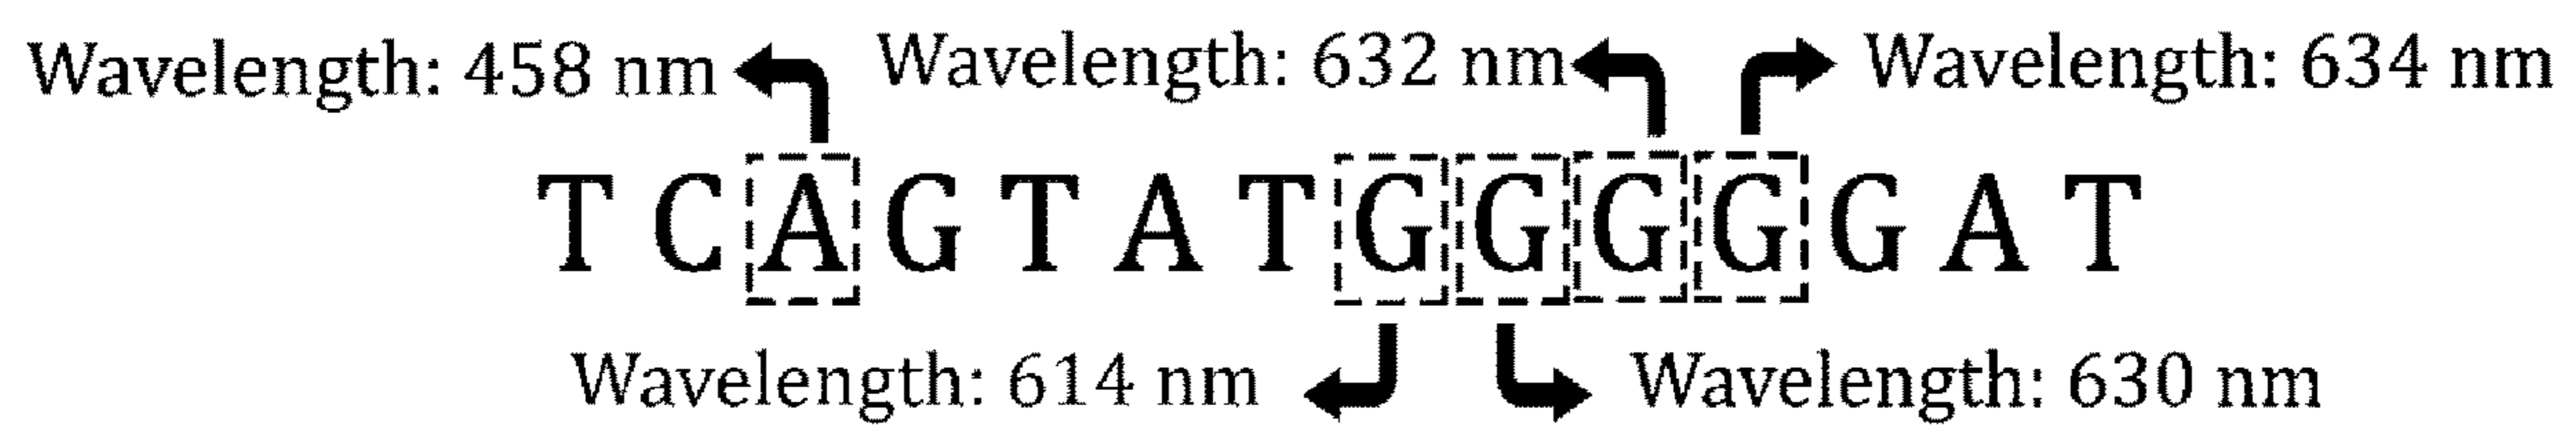 Wavelength: 458 nm Wavelength: 632 nm Wavelength: 634 nm
T C A G T A T G G G G G A T
Wavelength: 614 nm Wavelength: 630 nm